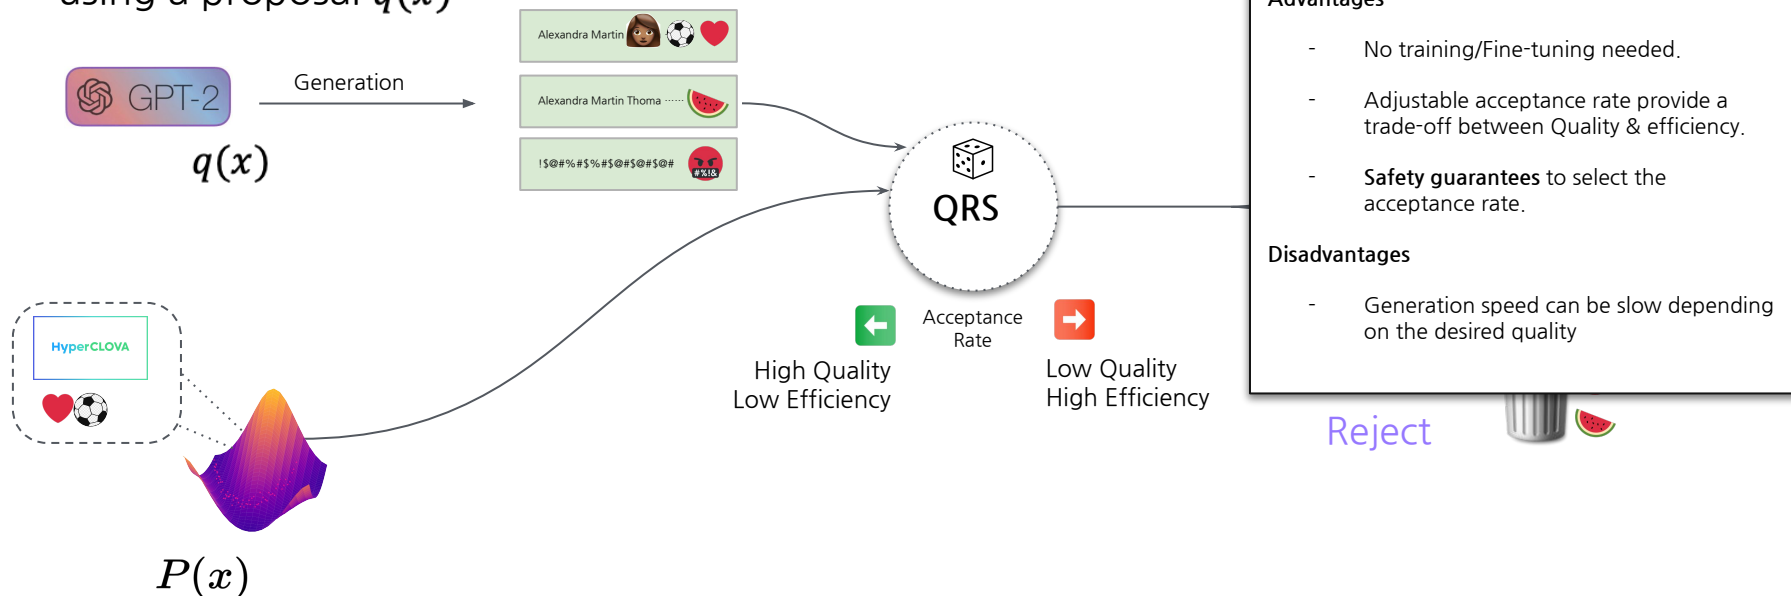 using a proposal q(x)
GPT-2
Generation
q(x)
Alexandra Martin
Alexandra Martin Thoma ······
!$@#%#$%#$@#$@#$@#
#%!&
QRS
Acceptance
Rate
High Quality
Low Efficiency
Low Quality
High Efficiency
HyperCLOVA
P(x)
Advantages
- No training/Fine-tuning needed.
- Adjustable acceptance rate provide a
trade-off between Quality & efficiency.
- Safety guarantees to select the
acceptance rate.
Disadvantages
- Generation speed can be slow depending
on the desired quality
Reject